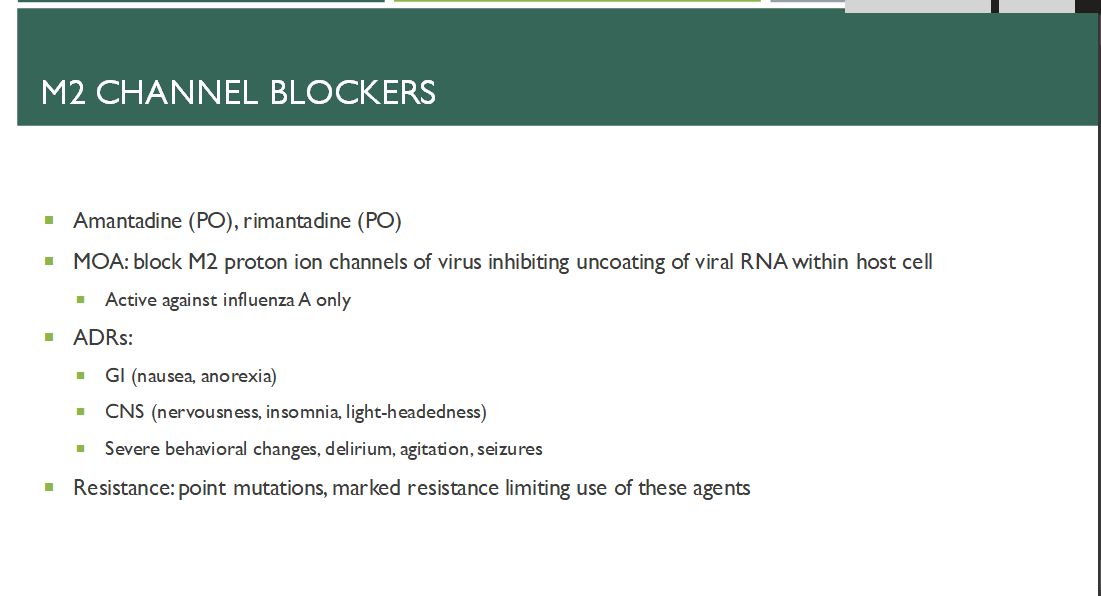 M2 CHANNEL BLOCKERS
Amantadine (PO), rimantadine (PO)
MOA: block M2 proton ion channels of virus inhibiting uncoating of viral RNA within host cell
Active against influenza A only
ADRs:
GI (nausea, anorexia)
CNS (nervousness, insomnia, light-headedness)
Severe behavioral changes, delirium, agitation, seizures
Resistance: point mutations, marked resistance limiting use of these agents